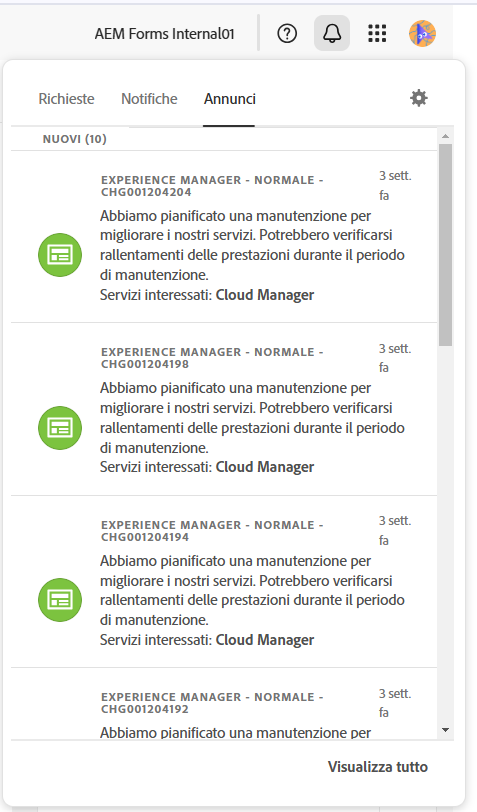 AEM Forms Internal01
Richieste Notifiche Annunci
NUOVI (10)
EXPERIENCE MANAGER - NORMALE -
CHG001204204
3 sett.
fa
Abbiamo pianificato una manutenzione per
migliorare i nostri servizi. Potrebbero verificarsi
rallentamenti delle prestazioni durante il periodo
di manutenzione.
Servizi interessati: Cloud Manager
EXPERIENCE MANAGER - NORMALE -
CHG001204198
3 sett.
fa
Abbiamo pianificato una manutenzione per
migliorare i nostri servizi. Potrebbero verificarsi
rallentamenti delle prestazioni durante il periodo
di manutenzione.
Servizi interessati: Cloud Manager
EXPERIENCE MANAGER - NORMALE -
CHG001204194
3 sett.
fa
Abbiamo pianificato una manutenzione per
migliorare i nostri servizi. Potrebbero verificarsi
rallentamenti delle prestazioni durante il periodo
di manutenzione.
Servizi interessati: Cloud Manager
EXPERIENCE MANAGER - NORMALE -
CHG001204192
3 sett.
fa
Abbiamo pianificato una manutenzione per
Visualizza tutto